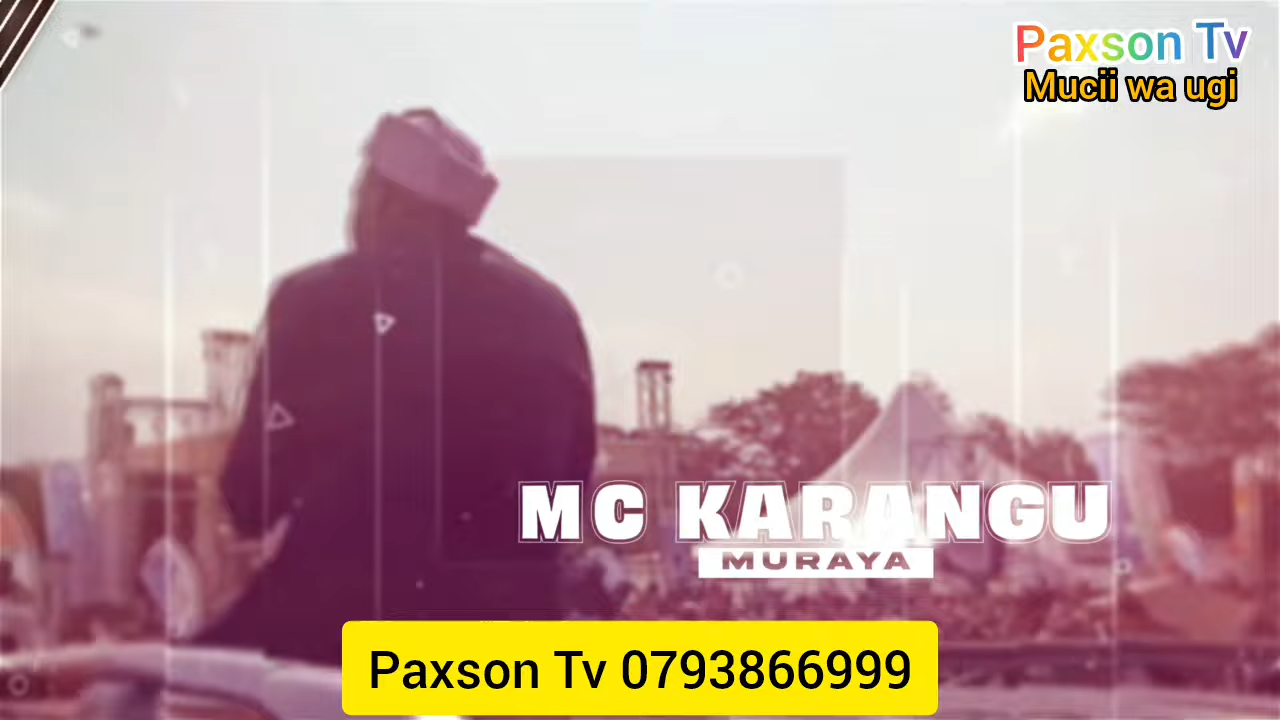 Paxson Tv
Mucii wa ugi
MC KARANGU
MURAYA
Paxson Tv 0793866999